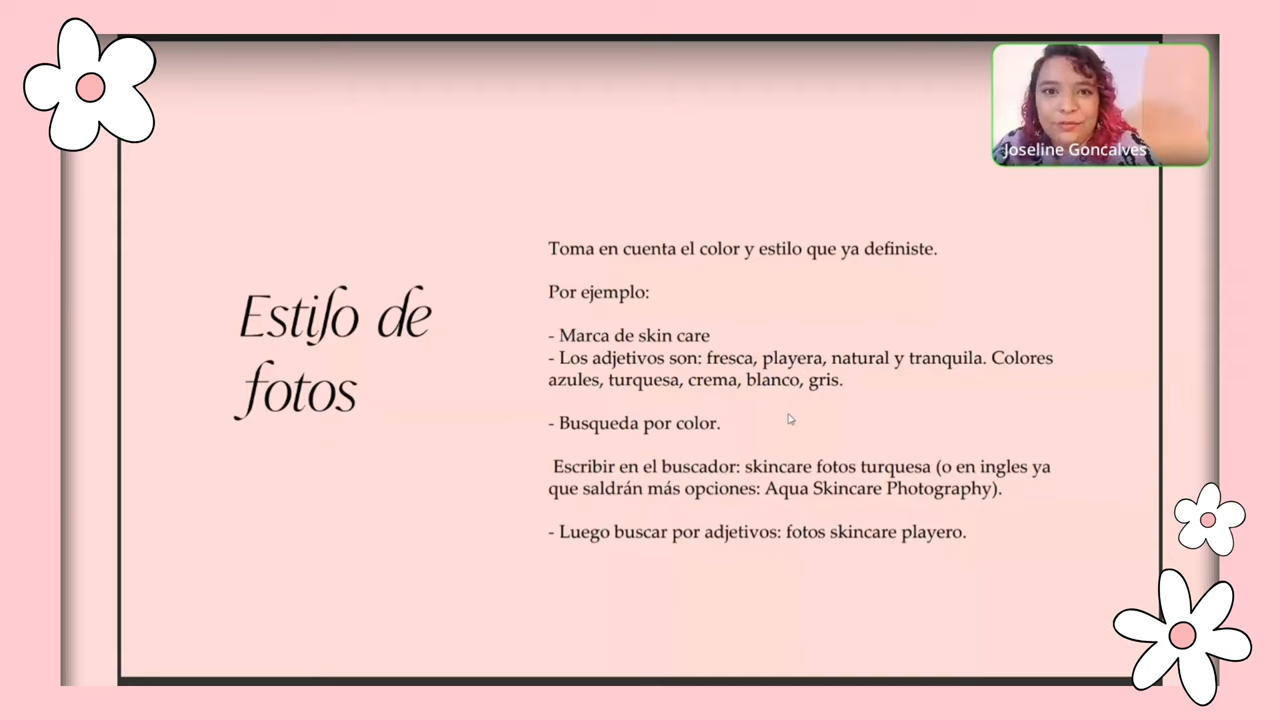 Joseline Goncalves
Estilo de
fotos
Toma en cuenta el color y estilo que ya definiste.
Por ejemplo:
- Marca de skin care
- Los adjetivos son: fresca, playera, natural y tranquila. Colores
azules, turquesa, crema, blanco, gris.
- Busqueda por color.
Escribir en el buscador: skincare fotos turquesa (o en ingles ya
que saldrán más opciones: Aqua Skincare Photography).
- Luego buscar por adjetivos: fotos skincare playero.